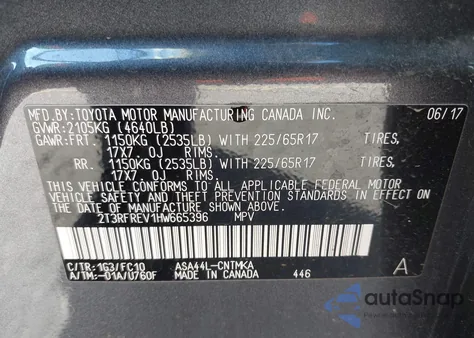 MFD.BY:TOYOTA MOTOR MANUFACTURING CANADA INC. 06/17
GVWR:2105KG (4640LB)
GAWR:FRT. 1150KG (2535LB) WITH 225/65R17 TIRES,
17X7 OJ RIMS.
RR. 1150KG (2535LB) WITH 225/65R17 TIRES,
17X7 OJ RIMS.
THIS VEHICLE CONFORMS TO ALL APPLICABLE FEDERAL MOTOR
VEHICLE SAFETY AND THEFT PREVENTION STANDARDS IN EFFECT
ON THE DATE OF MANUFACTURE SHOWN ABOVE.
2T3RFREV1HW665396 MPV
C/TR:1G3/FC10 ASA44L-CNTMKA
A/TM:-01A/U760F MADE IN CANADA 446 A
autoSnap
by carfast express